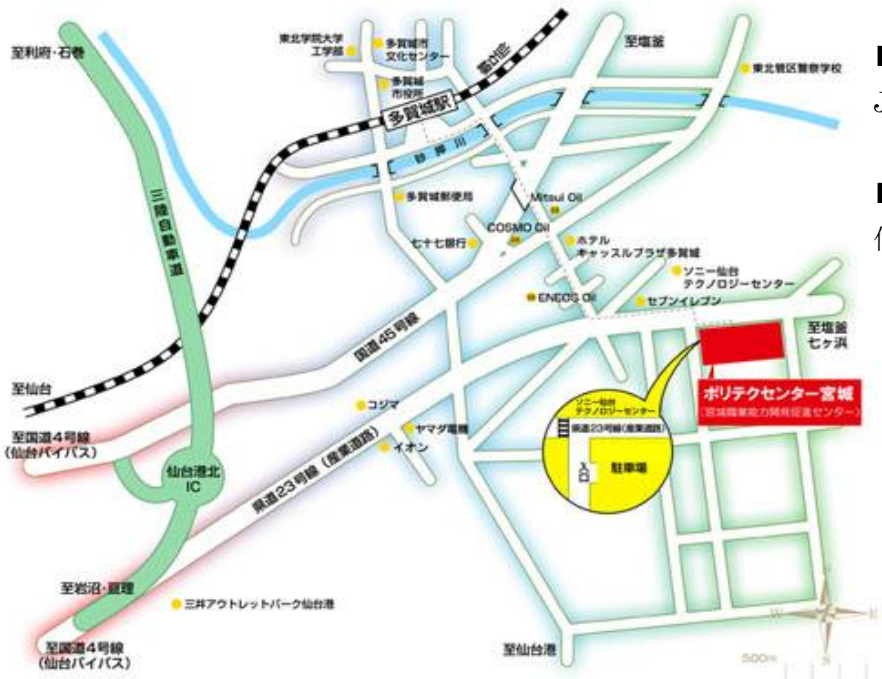 東北学院大学
工学部
多賀城市
文化センター
至塩釜
至利府・石巻
多賀城
市役所
東北管区警察学校
多賀城駅
砂押川
三陸自動車道
多賀城郵便局
Mitsui Oil
COSMO Oil
七十七銀行
ホテル
キャッスルプラザ多賀城
ソニー仙台
テクノロジーセンター
ENEOS Oil
セブンイレブン
国道45号線
至塩釜
七ヶ浜
至仙台
ポリテクセンター宮城
(宮城職業能力開発促進センター)
コジマ
ソニー仙台
テクノロジーセンター
県道23号線(産業道路)
ヤマダ電機
イオン
至国道4号線
(仙台バイパス)
仙台港北
IC
入口
駐車場
県道23号線(産業道路)
至岩沼・亘理
三井アウトレットパーク仙台港
至国道4号線
(仙台バイパス)
至仙台港
N
W
E
S
500m